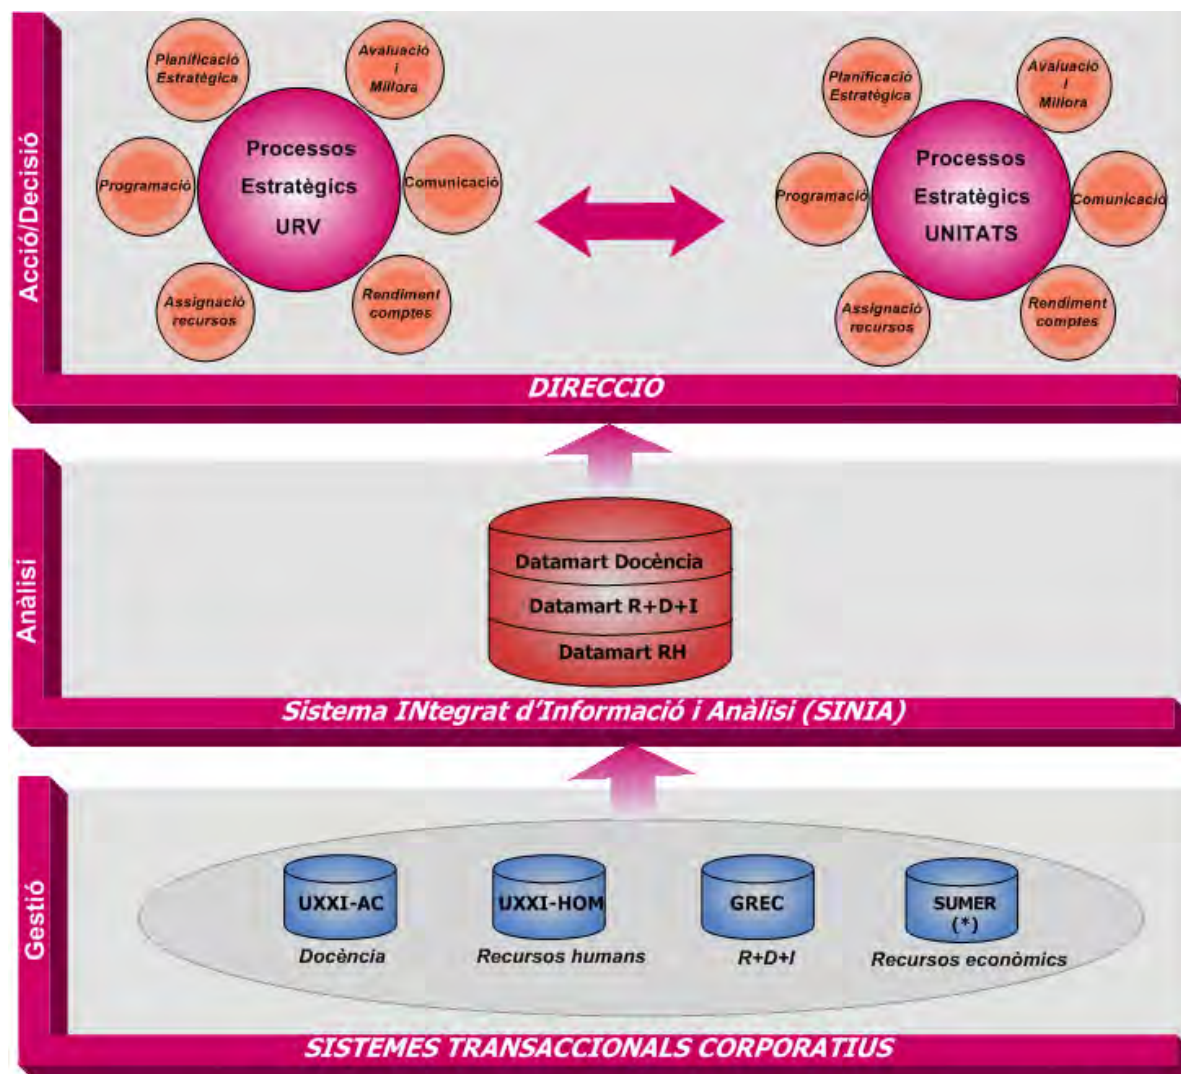 Acció/Decisió
Planificació
Estratègica
Avaluació
i
Millora
Programació
Processos
Estratègics
URV
Comunicació
Assignació
recursos
Rendiment
comptes
Planificació
Estratègica
Avaluació
i
Millora
Programació
Processos
Estratègics
UNITATS
Comunicació
Assignació
recursos
Rendiment
comptes
DIRECCIÓ
Anàlisi
Datamart Docència
Datamart R+D+I
Datamart RH
Sistema INtegrat d'Informació i Anàlisi (SINIA)
Gestió
UXXI-AC
Docència
UXXI-HOM
Recursos humans
GREC
R+D+I
SUMER
(*)
Recursos econòmics
SISTEMES TRANSACCIONALS CORPORATIUS